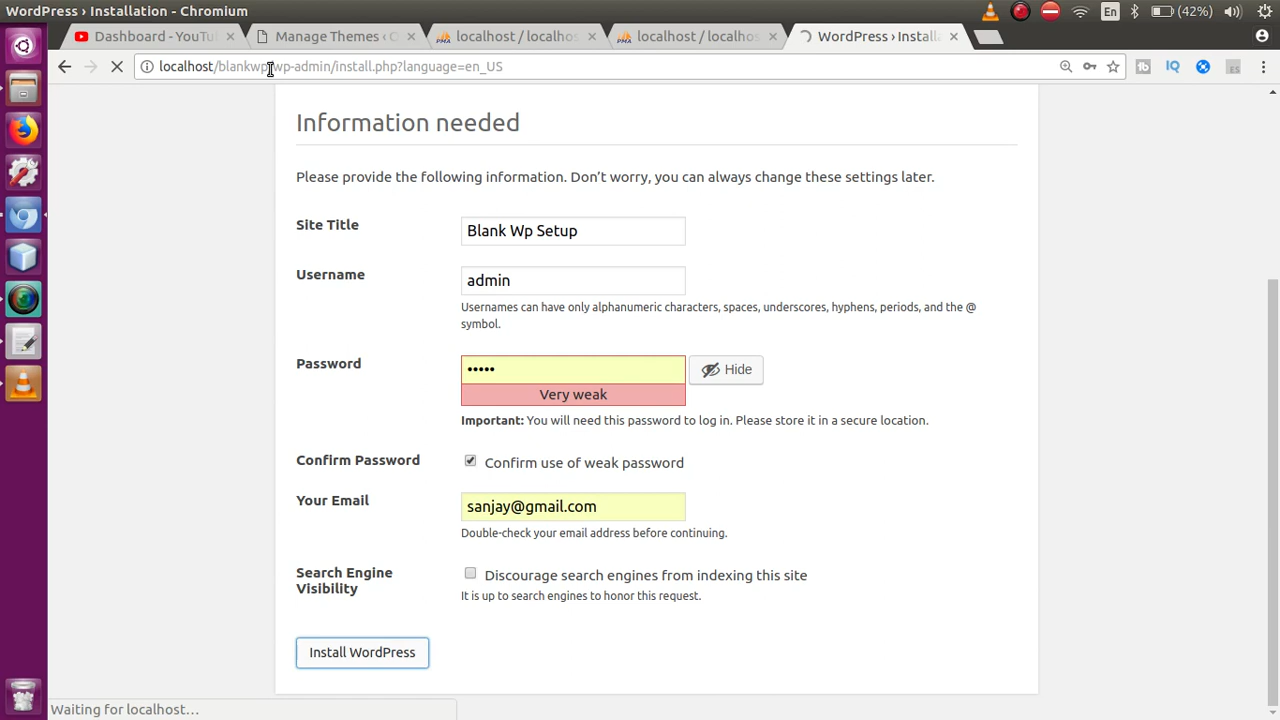 WordPress › Installation - Chromium
En
(42%)
Dashboard - YouTu
Manage Themes ‹ O
localhost / localhos
localhost / localhos
WordPress › Installa
localhost/blankwp/wp-admin/install.php?language=en_US
IQ
ES
Information needed
Please provide the following information. Don’t worry, you can always change these settings later.
Site Title
Blank Wp Setup
Username
admin
Usernames can have only alphanumeric characters, spaces, underscores, hyphens, periods, and the @
symbol.
Password
•••••
Hide
Very weak
Important: You will need this password to log in. Please store it in a secure location.
Confirm Password
Confirm use of weak password
Your Email
sanjay@gmail.com
Double-check your email address before continuing.
Search Engine
Visibility
Discourage search engines from indexing this site
It is up to search engines to honor this request.
Install WordPress
Waiting for localhost…